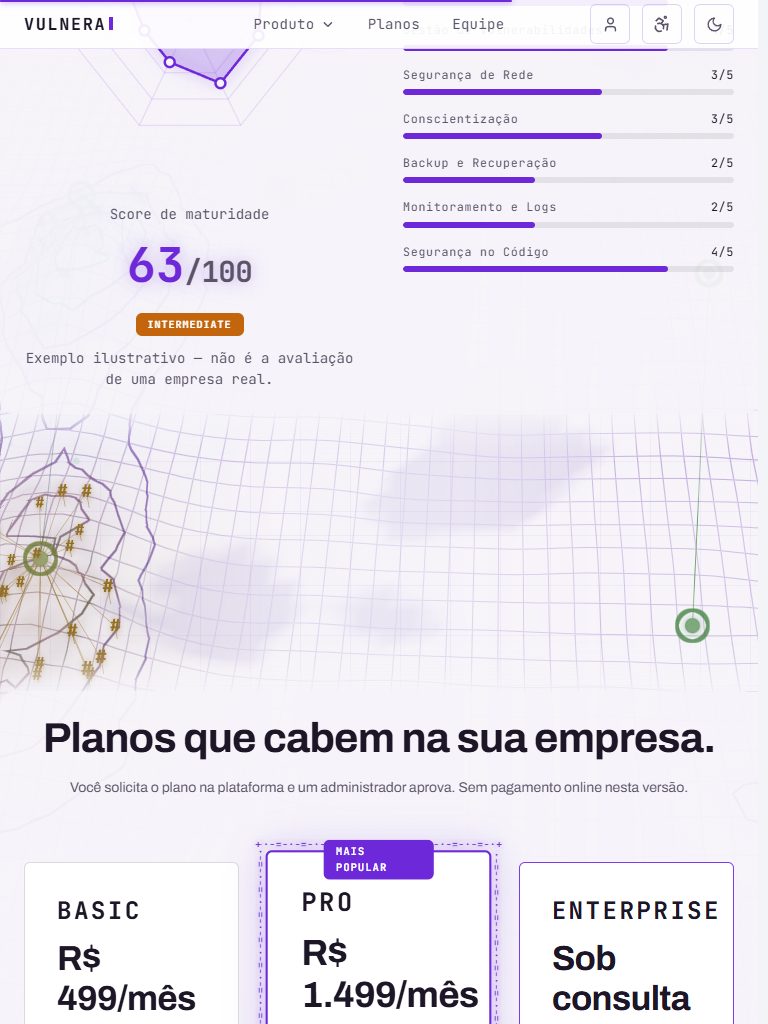 VULNERA
Produto
Planos
Equipe
Segurança de Rede 3/5
Conscientização 3/5
Backup e Recuperação 2/5
Monitoramento e Logs 2/5
Segurança no Código 4/5
Score de maturidade
63/100
INTERMEDIATE
Exemplo ilustrativo — não é a avaliação
de uma empresa real.
Planos que cabem na sua empresa.
Você solicita o plano na plataforma e um administrador aprova. Sem pagamento online nesta versão.
MAIS
POPULAR
BASIC
R$
499/mês
PRO
R$
1.499/mês
ENTERPRISE
Sob
consulta